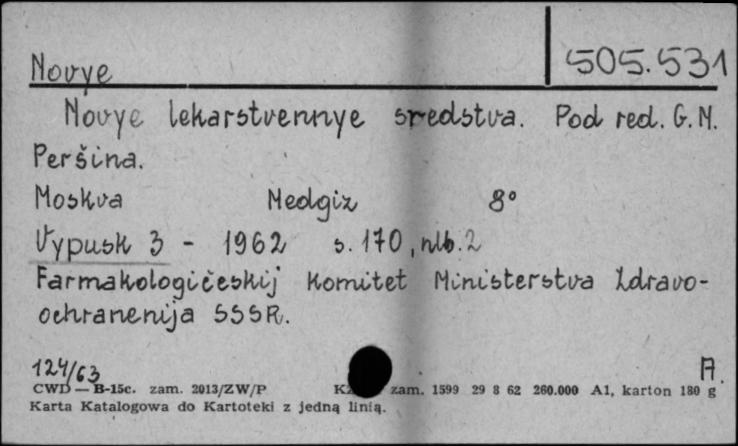 505.531
Novye
Novye lekarstvennye sredstva. Pod red. G. N.
Peršina.
Moskva Medgiz 8°
Vypusk 3 - 1962 s. 170, nlb. 2
Farmakologičeskij Komitet Ministerstva Zdravo-
ochranenija SSSR.
124/63 A.
CWD — B-15c. zam. 2013/ZW/P zam. 1599 29 8 62 260.000 A1, karton 180 g
Karta Katalogowa do Kartoteki z jedną linią.